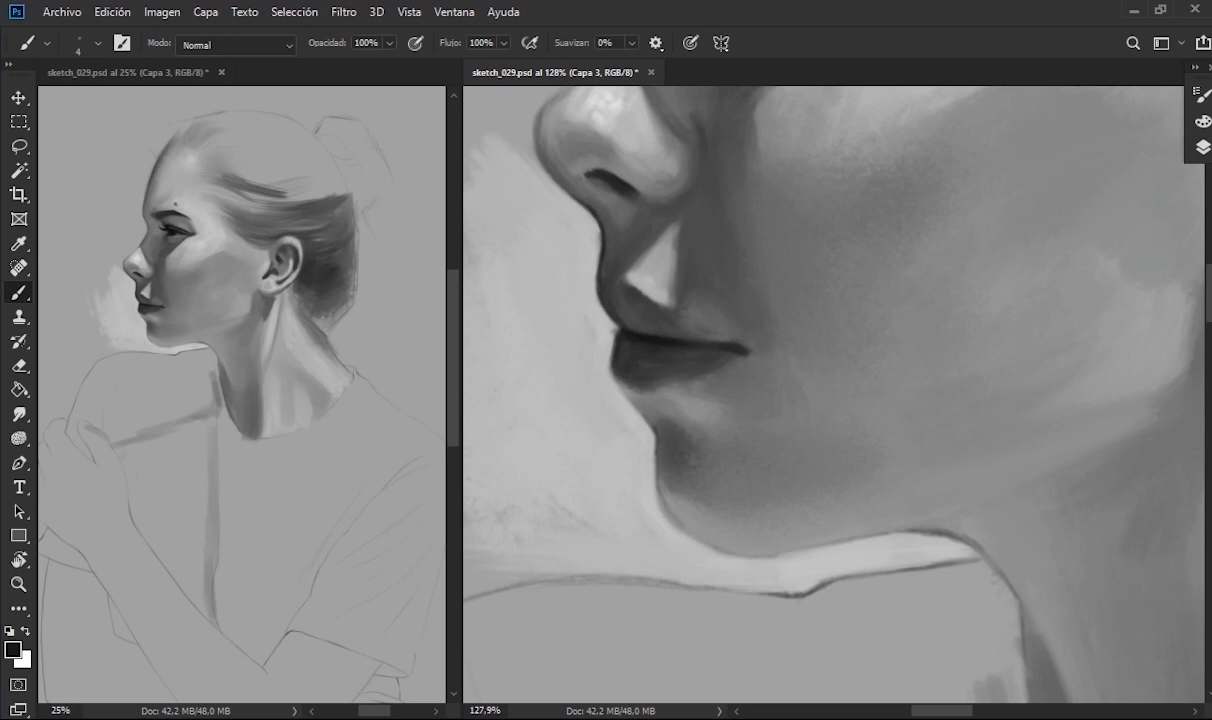 Ps Archivo Edición Imagen Capa Texto Selección Filtro 3D Vista Ventana Ayuda
4 Modo: Normal Opacidad: 100% Flujo: 100% Suavizar: 0%
sketch_029.psd al 25% (Capa 3, RGB/8) * × sketch_029.psd al 128% (Capa 3, RGB/8) * ×
T
25% Doc: 42,2 MB/48,0 MB 127,9% Doc: 42,2 MB/48,0 MB